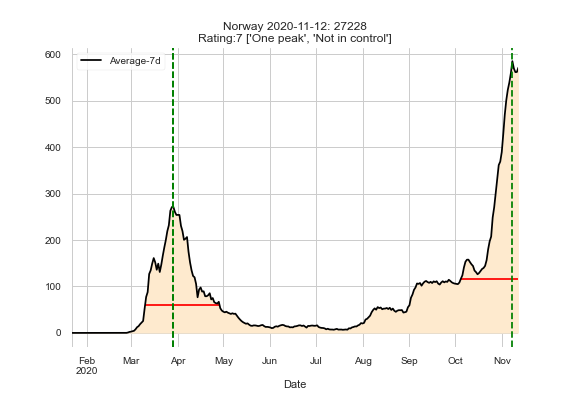 Norway 2020-11-12: 27228
Rating:7 ['One peak', 'Not in control']
Average-7d
600
500
400
300
200
100
0
Feb Mar Apr May Jun Jul Aug Sep Oct Nov
2020
Date